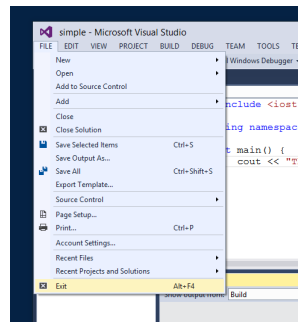 simple - Microsoft Visual Studio
FILE EDIT VIEW PROJECT BUILD DEBUG TEAM TOOLS
New
Windows Debugger
Open
Add to Source Control
Add
nclude <iost
Close
Close Solution
ng namespac
Save Selected Items Ctrl+S
t main() {
Save Output As...
cout << "T
Save All Ctrl+Shift+S
Export Template...
Source Control
Page Setup...
Print... Ctrl+P
Account Settings...
Recent Files
Recent Projects and Solutions
Exit Alt+F4
Show output from: Build